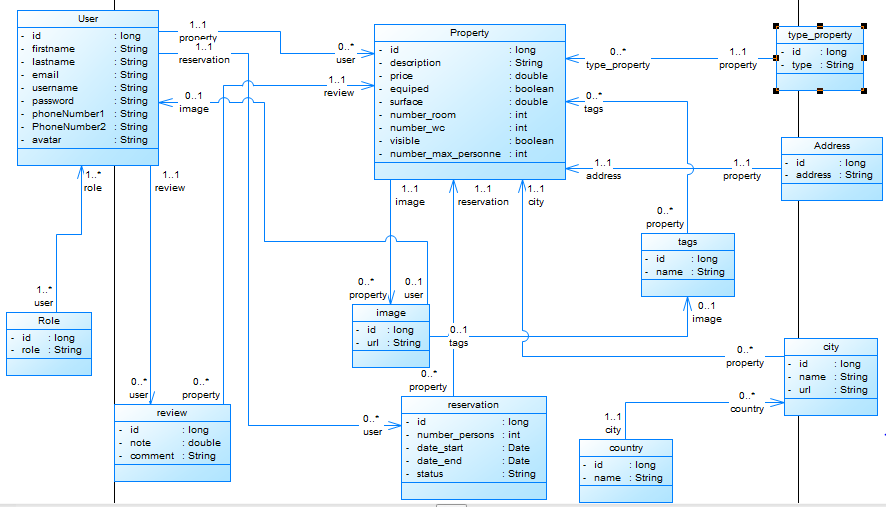 User
- id : long
- firstname : String
- lastname : String
- email : String
- username : String
- password : String
- phoneNumber1 : String
- PhoneNumber2 : String
- avatar : String
1..1
property
0..*
user
1..1
reservation
1..1
review
0..1
image
Property
- id : long
- description : String
- price : double
- equiped : boolean
- surface : double
- number_room : int
- number_wc : int
- visible : boolean
- number_max_personne : int
0..*
type_property
1..1
property
type_property
- id : long
- type : String
0..*
tags
Address
- id : long
- address : String
1..1
address
1..1
property
1..*
role
1..1
review
1..1
image
1..1
reservation
1..1
city
0..*
property
tags
- id : long
- name : String
1..*
user
Role
- id : long
- role : String
0..*
property
0..1
user
image
- id : long
- url : String
0..1
tags
0..1
image
0..*
property
city
- id : long
- name : String
- url : String
0..*
user
0..*
property
review
- id : long
- note : double
- comment : String
0..*
property
0..*
user
reservation
- id : long
- number_persons : int
- date_start : Date
- date_end : Date
- status : String
0..*
country
1..1
city
country
- id : long
- name : String